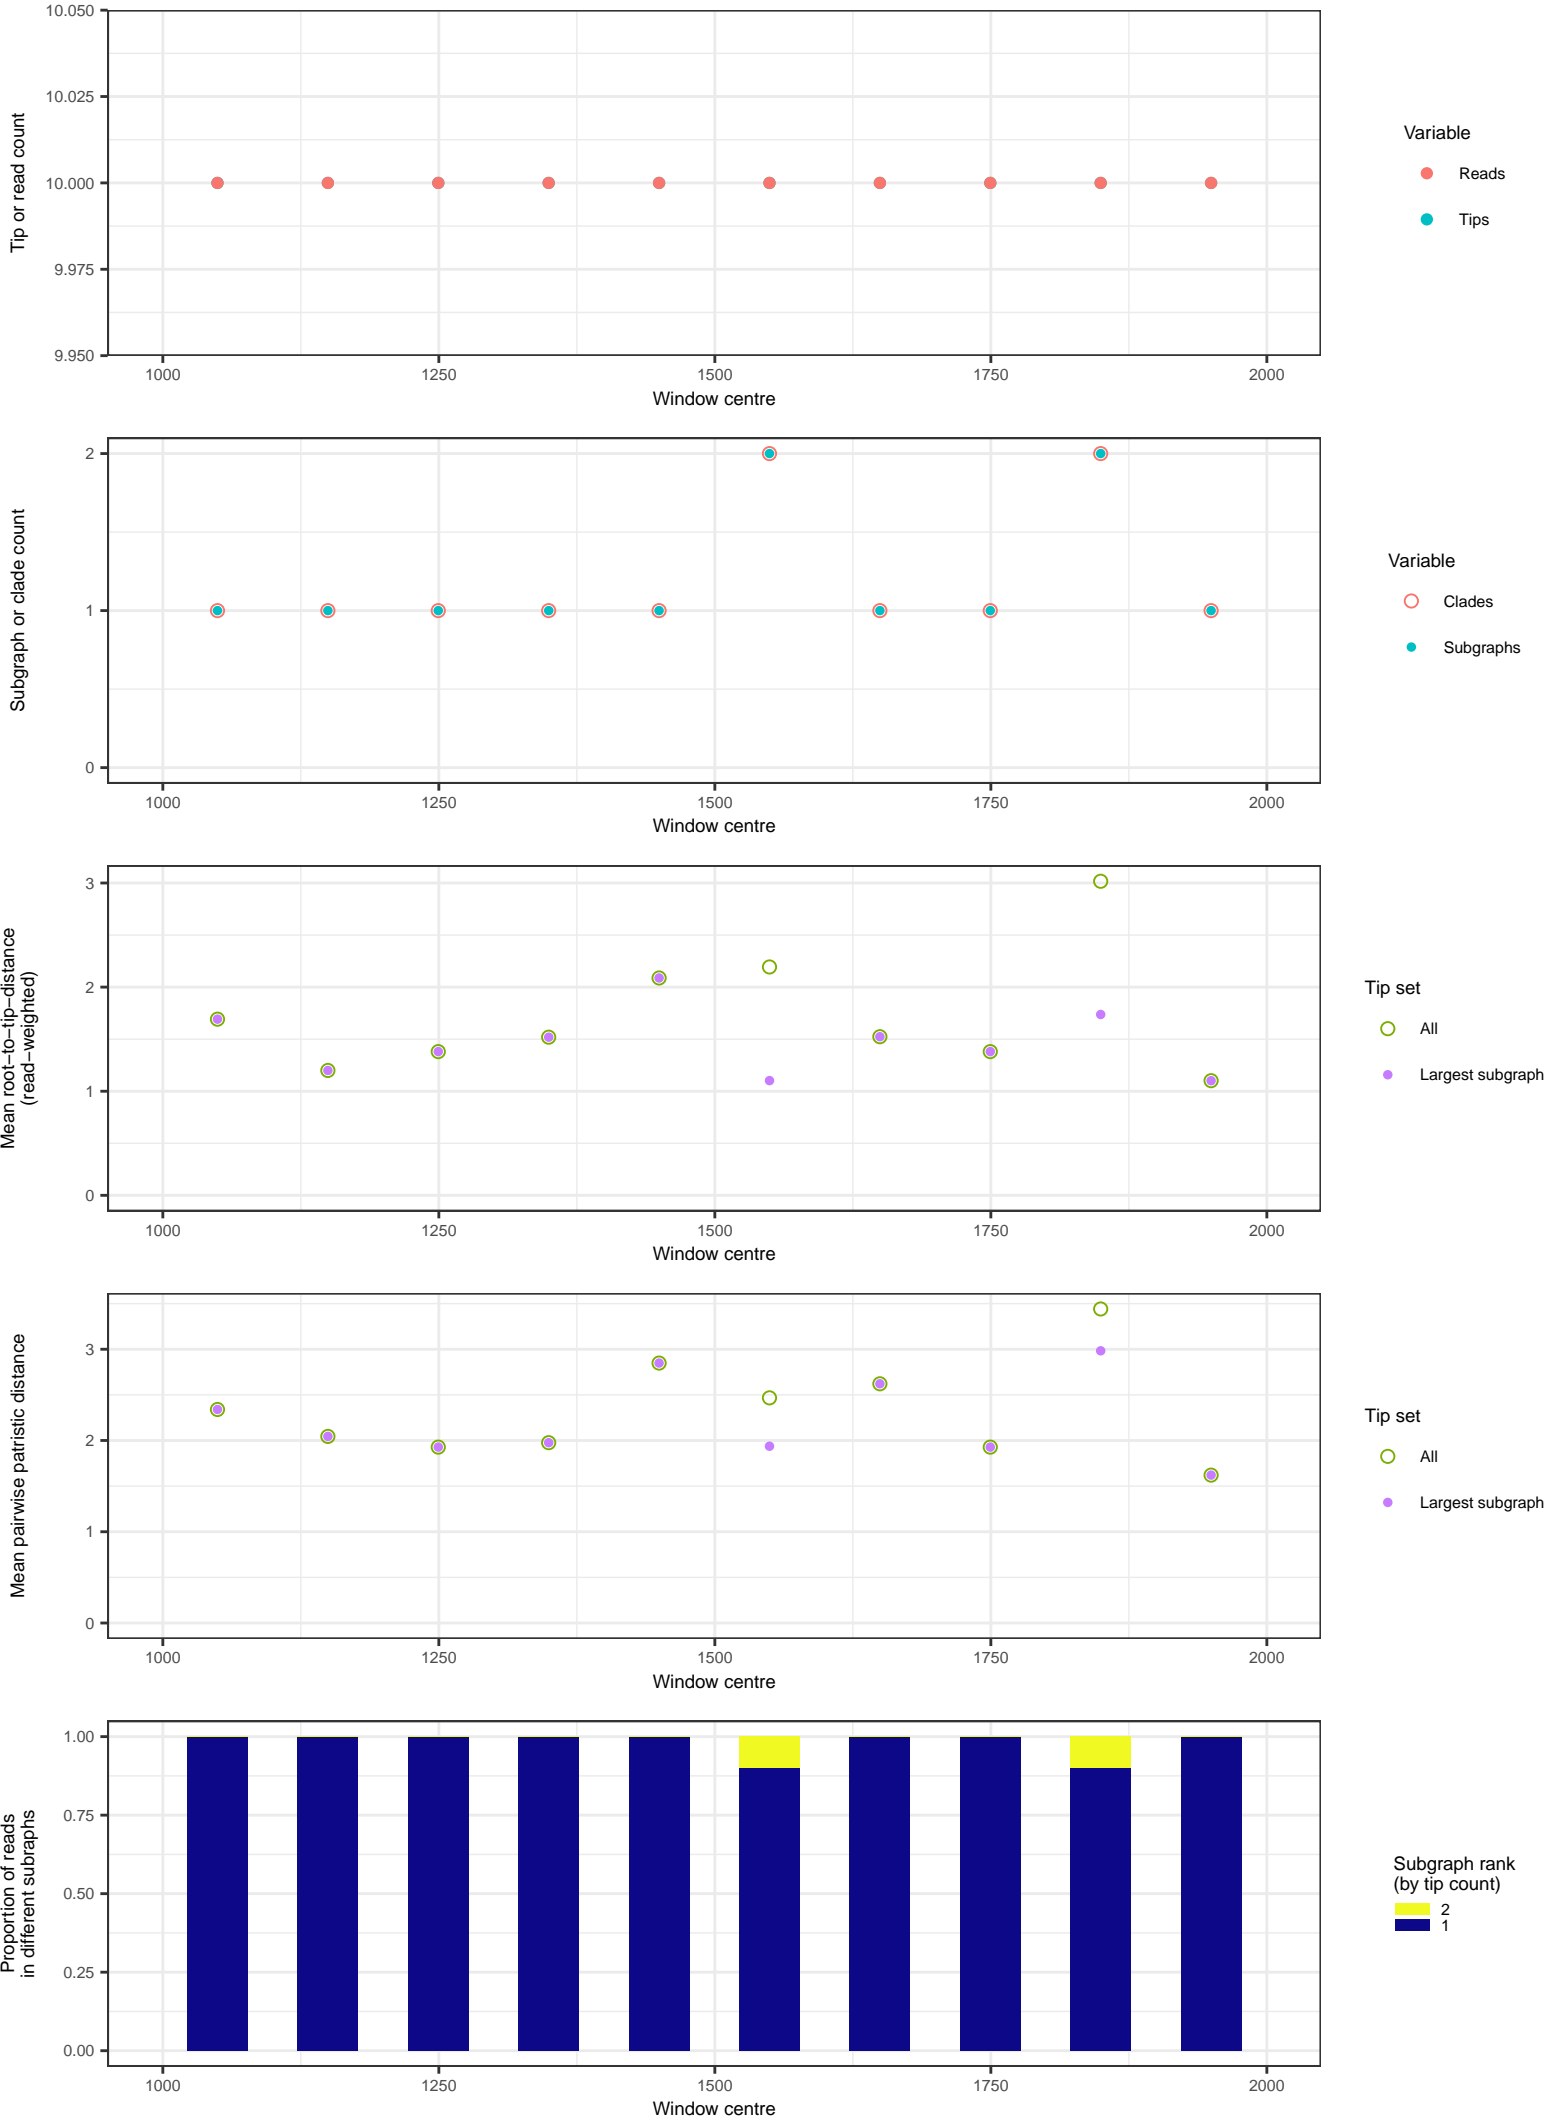 10.050
10.025
10.000
9.975
9.950
Tip or read count
1000 1250 1500 1750 2000
Window centre
Variable
Reads
Tips
2
1
0
Subgraph or clade count
1000 1250 1500 1750 2000
Window centre
Variable
Clades
Subgraphs
3
2
1
0
Mean root−to−tip−distance
(read−weighted)
1000 1250 1500 1750 2000
Window centre
Tip set
All
Largest subgraph
3
2
1
0
Mean pairwise patristic distance
1000 1250 1500 1750 2000
Window centre
Tip set
All
Largest subgraph
1.00
0.75
0.50
0.25
0.00
Proportion of reads
in different subraphs
1000 1250 1500 1750 2000
Window centre
Subgraph rank
(by tip count)
2
1